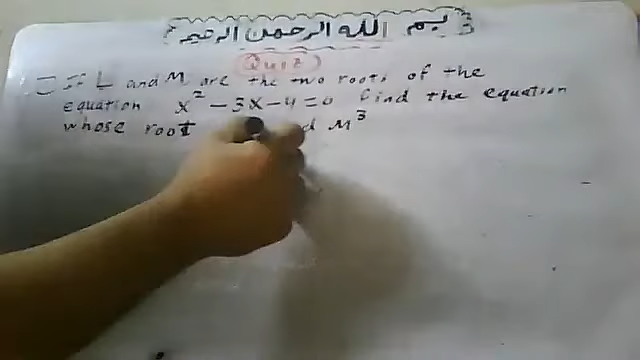 بسم الله الرحمن الرحيم
Quiz
If L and M are the two roots of the
equation x² - 3x - 4 = 0 find the equation
whose root M³